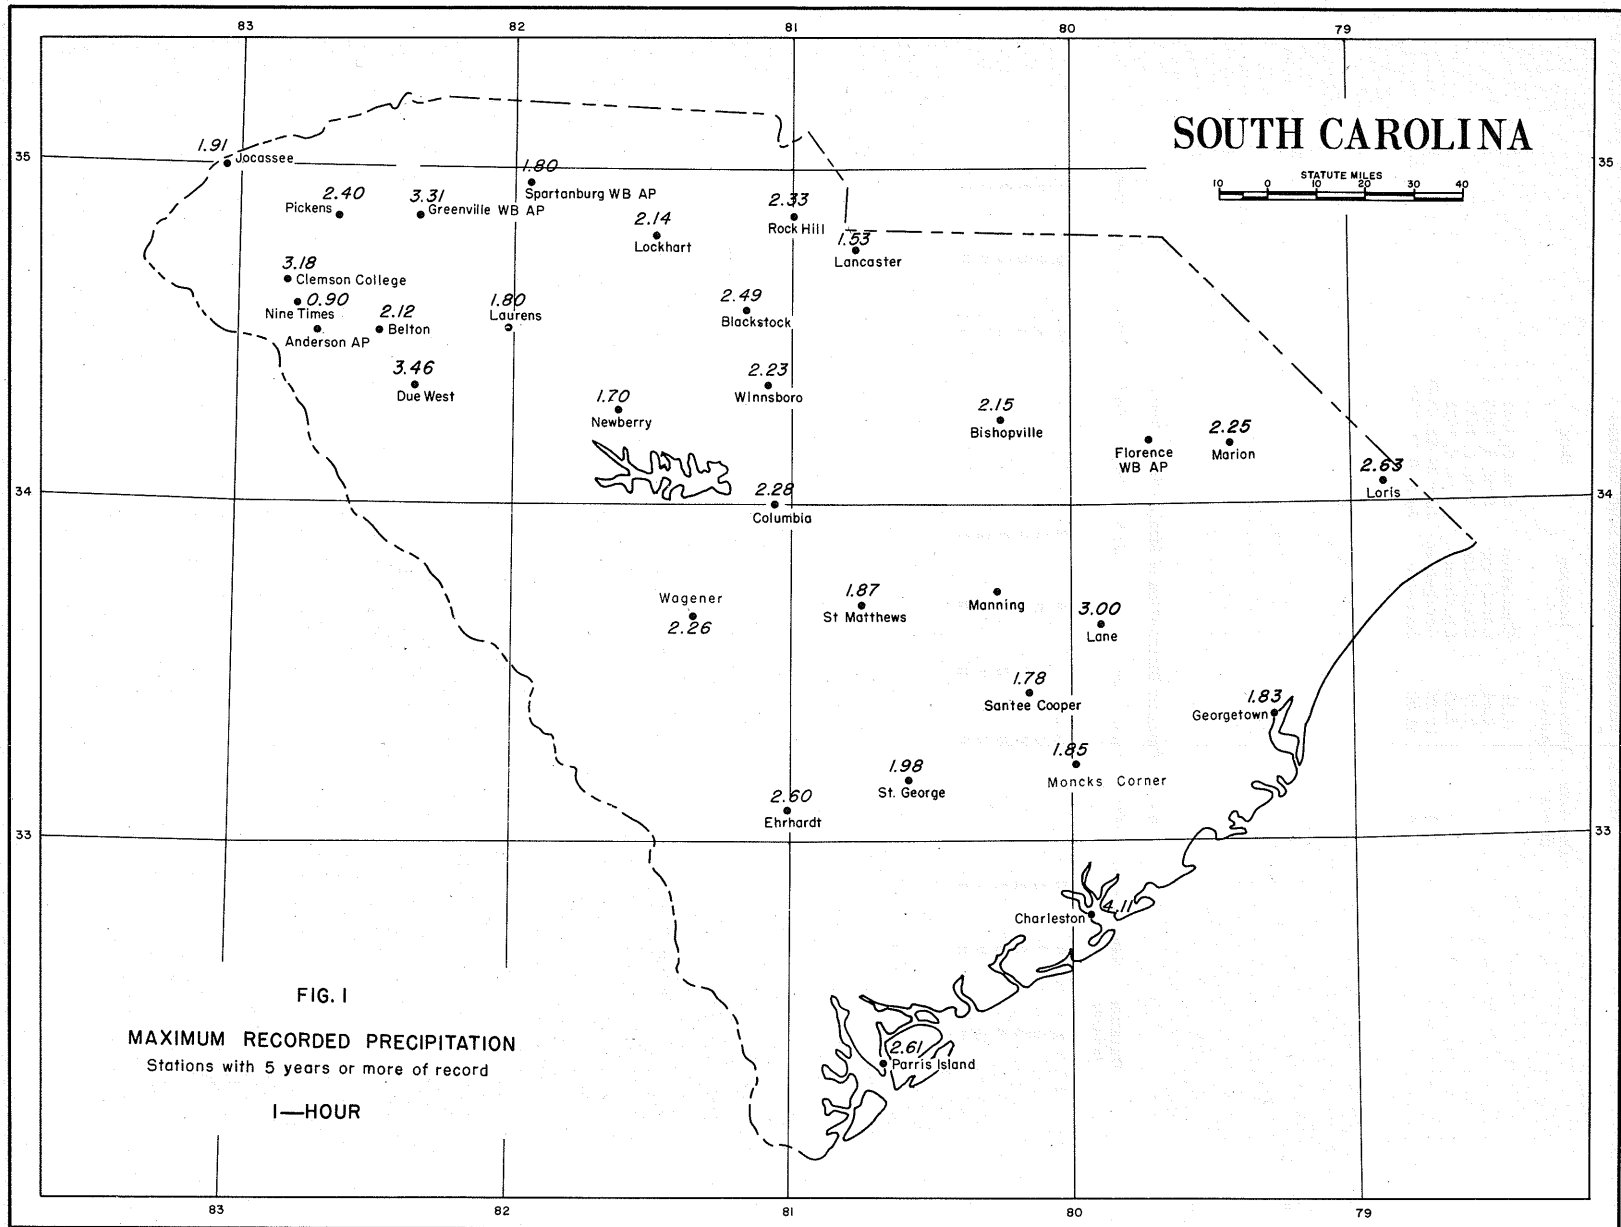 83 82 81 80 79
SOUTH CAROLINA
STATUTE MILES
10 0 10 20 30 40
35 35
1.91
Jocassee
1.80
Spartanburg WB AP
2.40
Pickens
3.31
Greenville WB AP
2.14
Lockhart
2.33
Rock Hill
1.53
Lancaster
3.18
Clemson College
0.90
Nine Times
Anderson AP
2.12
Belton
1.80
Laurens
2.49
Blackstock
3.46
Due West
2.23
Winnsboro
1.70
Newberry
2.15
Bishopville
Florence
WB AP
2.25
Marion
2.63
Loris
34 34
2.28
Columbia
Wagener
2.26
1.87
St Matthews
Manning
3.00
Lane
1.78
Santee Cooper
1.83
Georgetown
1.85
Moncks Corner
1.98
St. George
2.60
Ehrhardt
33 33
4.11
Charleston
2.61
Parris Island
FIG. 1
MAXIMUM RECORDED PRECIPITATION
Stations with 5 years or more of record
1—HOUR
83 82 81 80 79